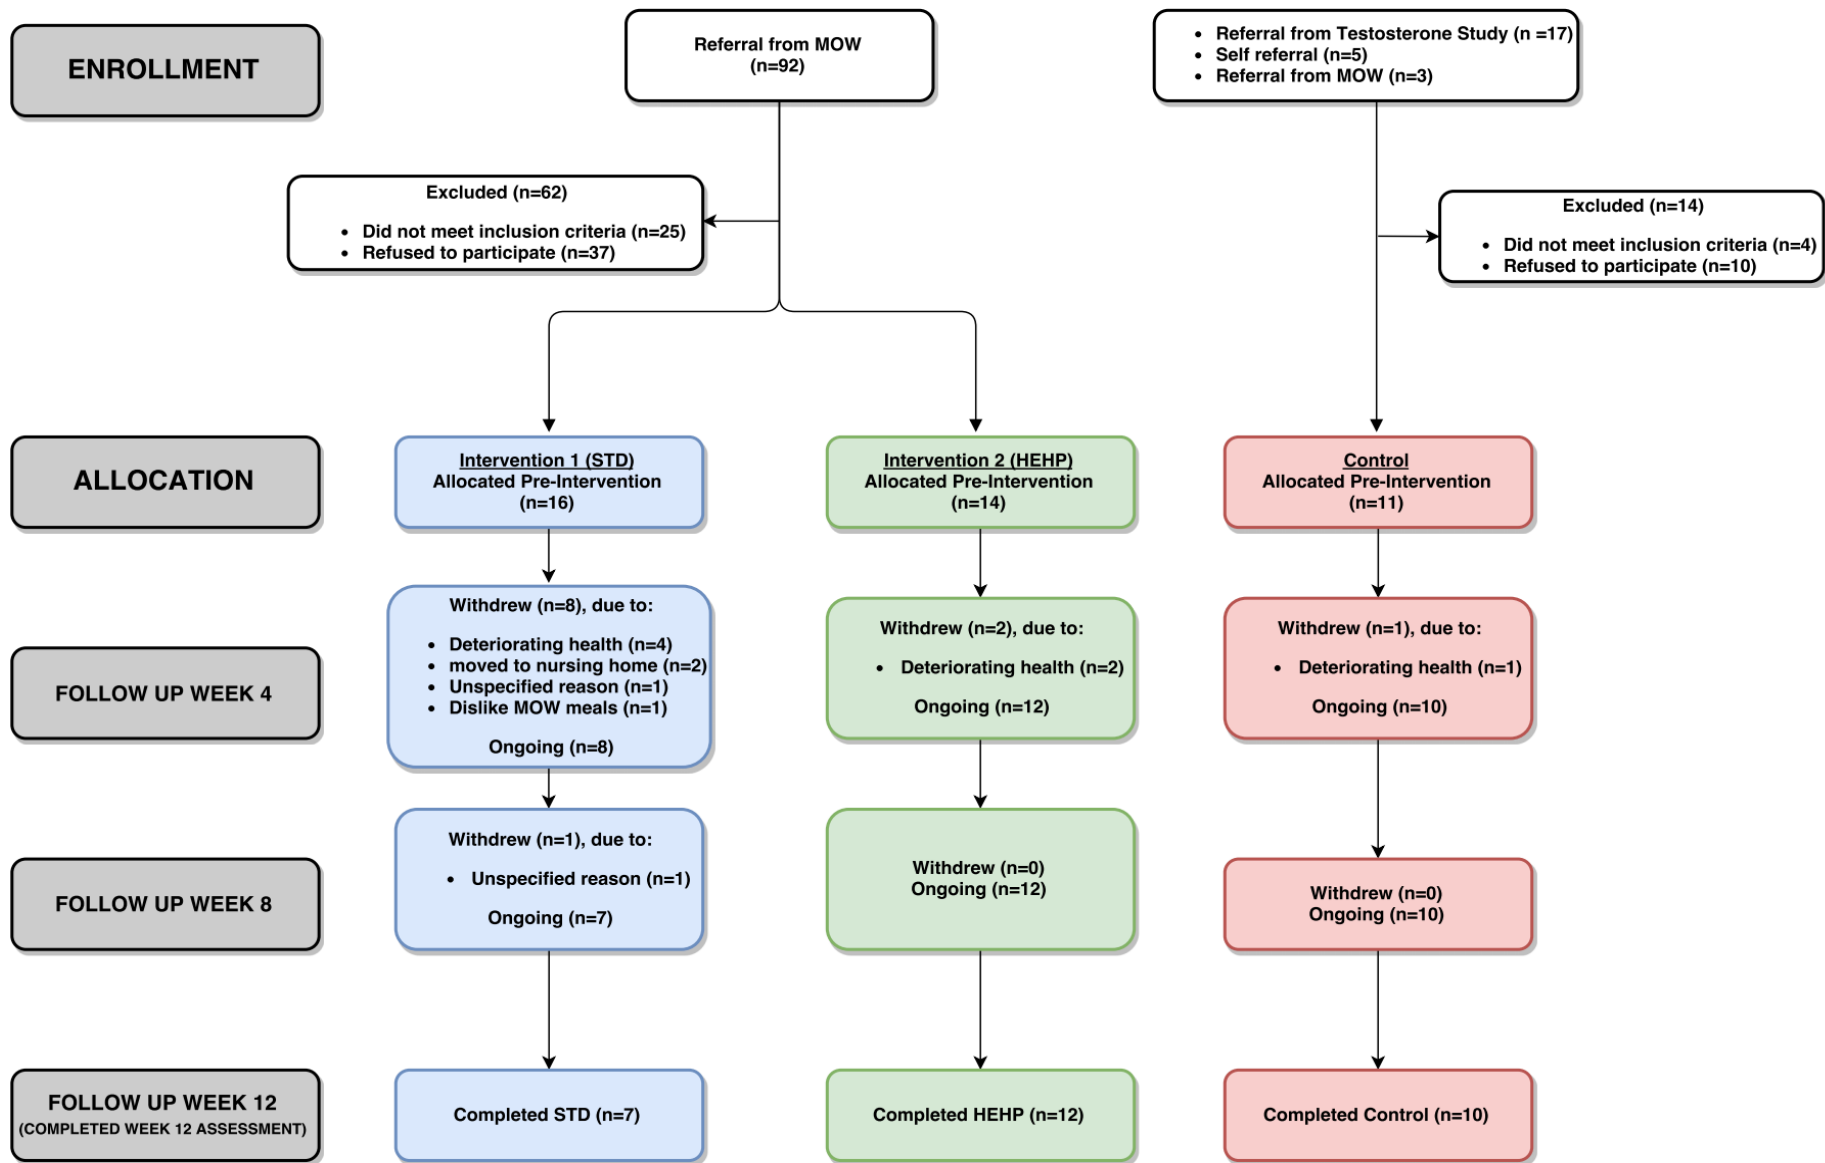 ENROLLMENT
Referral from MOW
(n=92)
• Referral from Testosterone Study (n =17)
• Self referral (n=5)
• Referral from MOW (n=3)
Excluded (n=62)
• Did not meet inclusion criteria (n=25)
• Refused to participate (n=37)
Excluded (n=14)
• Did not meet inclusion criteria (n=4)
• Refused to participate (n=10)
ALLOCATION
Intervention 1 (STD)
Allocated Pre-Intervention
(n=16)
Intervention 2 (HEHP)
Allocated Pre-Intervention
(n=14)
Control
Allocated Pre-Intervention
(n=11)
FOLLOW UP WEEK 4
Withdrew (n=8), due to:
• Deteriorating health (n=4)
• moved to nursing home (n=2)
• Unspecified reason (n=1)
• Dislike MOW meals (n=1)
Ongoing (n=8)
Withdrew (n=2), due to:
• Deteriorating health (n=2)
Ongoing (n=12)
Withdrew (n=1), due to:
• Deteriorating health (n=1)
Ongoing (n=10)
FOLLOW UP WEEK 8
Withdrew (n=1), due to:
• Unspecified reason (n=1)
Ongoing (n=7)
Withdrew (n=0)
Ongoing (n=12)
Withdrew (n=0)
Ongoing (n=10)
FOLLOW UP WEEK 12
(COMPLETED WEEK 12 ASSESSMENT)
Completed STD (n=7)
Completed HEHP (n=12)
Completed Control (n=10)